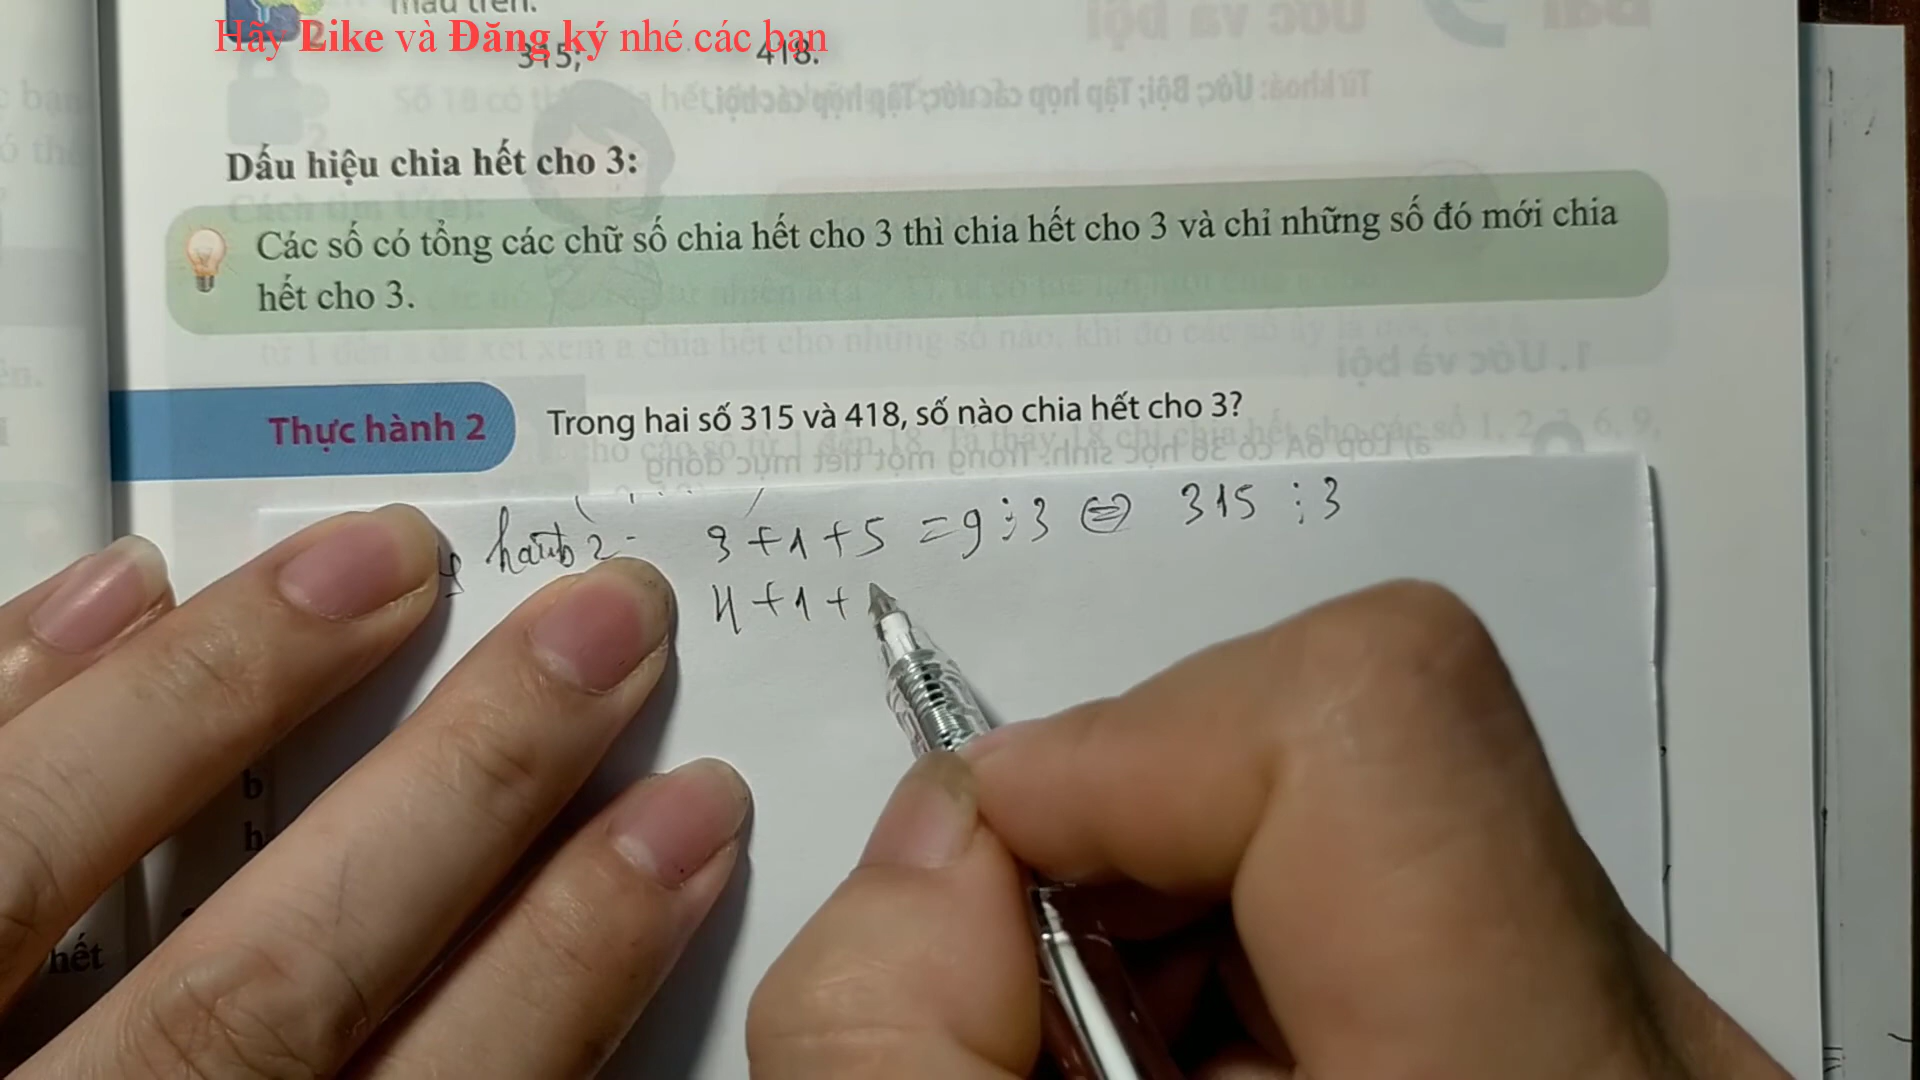 mẫu trên.
Hãy Like và Đăng ký nhé các bạn
315; 418.
Dấu hiệu chia hết cho 3:
Các số có tổng các chữ số chia hết cho 3 thì chia hết cho 3 và chỉ những số đó mới chia
hết cho 3.
Thực hành 2 Trong hai số 315 và 418, số nào chia hết cho 3?
hành 2: 3+1+5 = 9 ⋮ 3 ⇔ 315 ⋮ 3
4+1+
b
h
hết